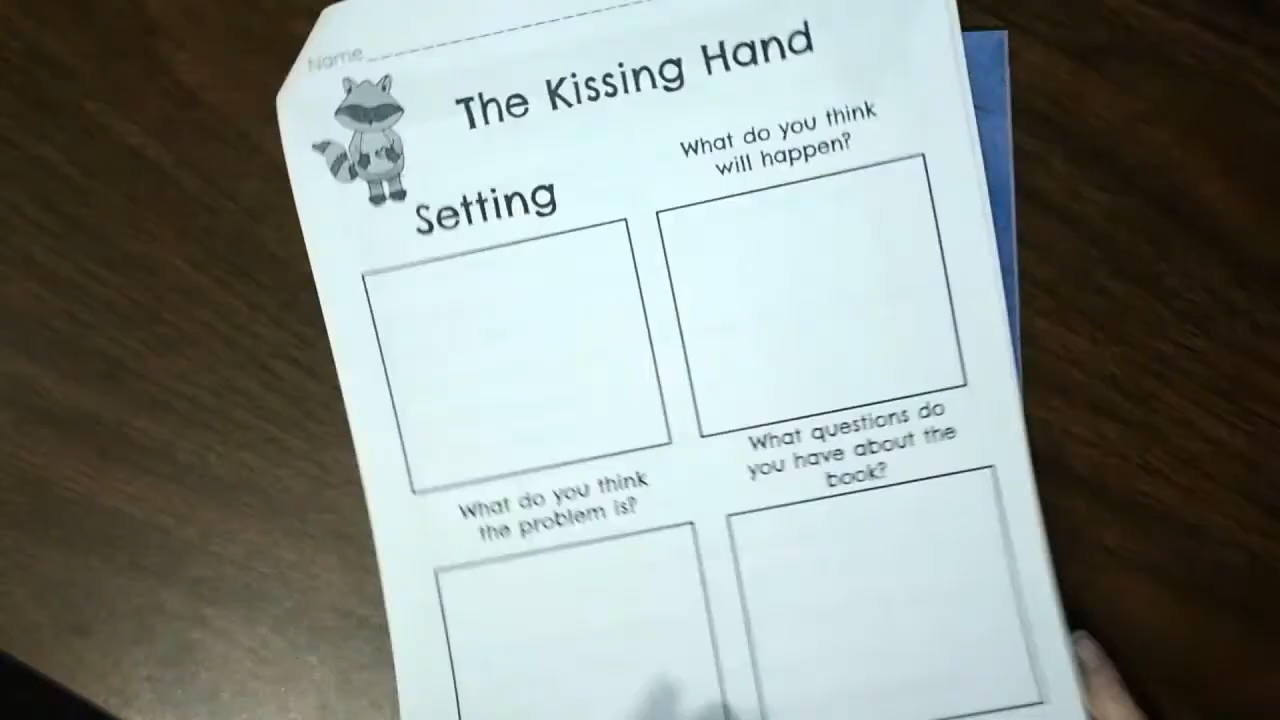 Name
The Kissing Hand
Setting
What do you think
will happen?
What do you think
the problem is?
What questions do
you have about the
book?